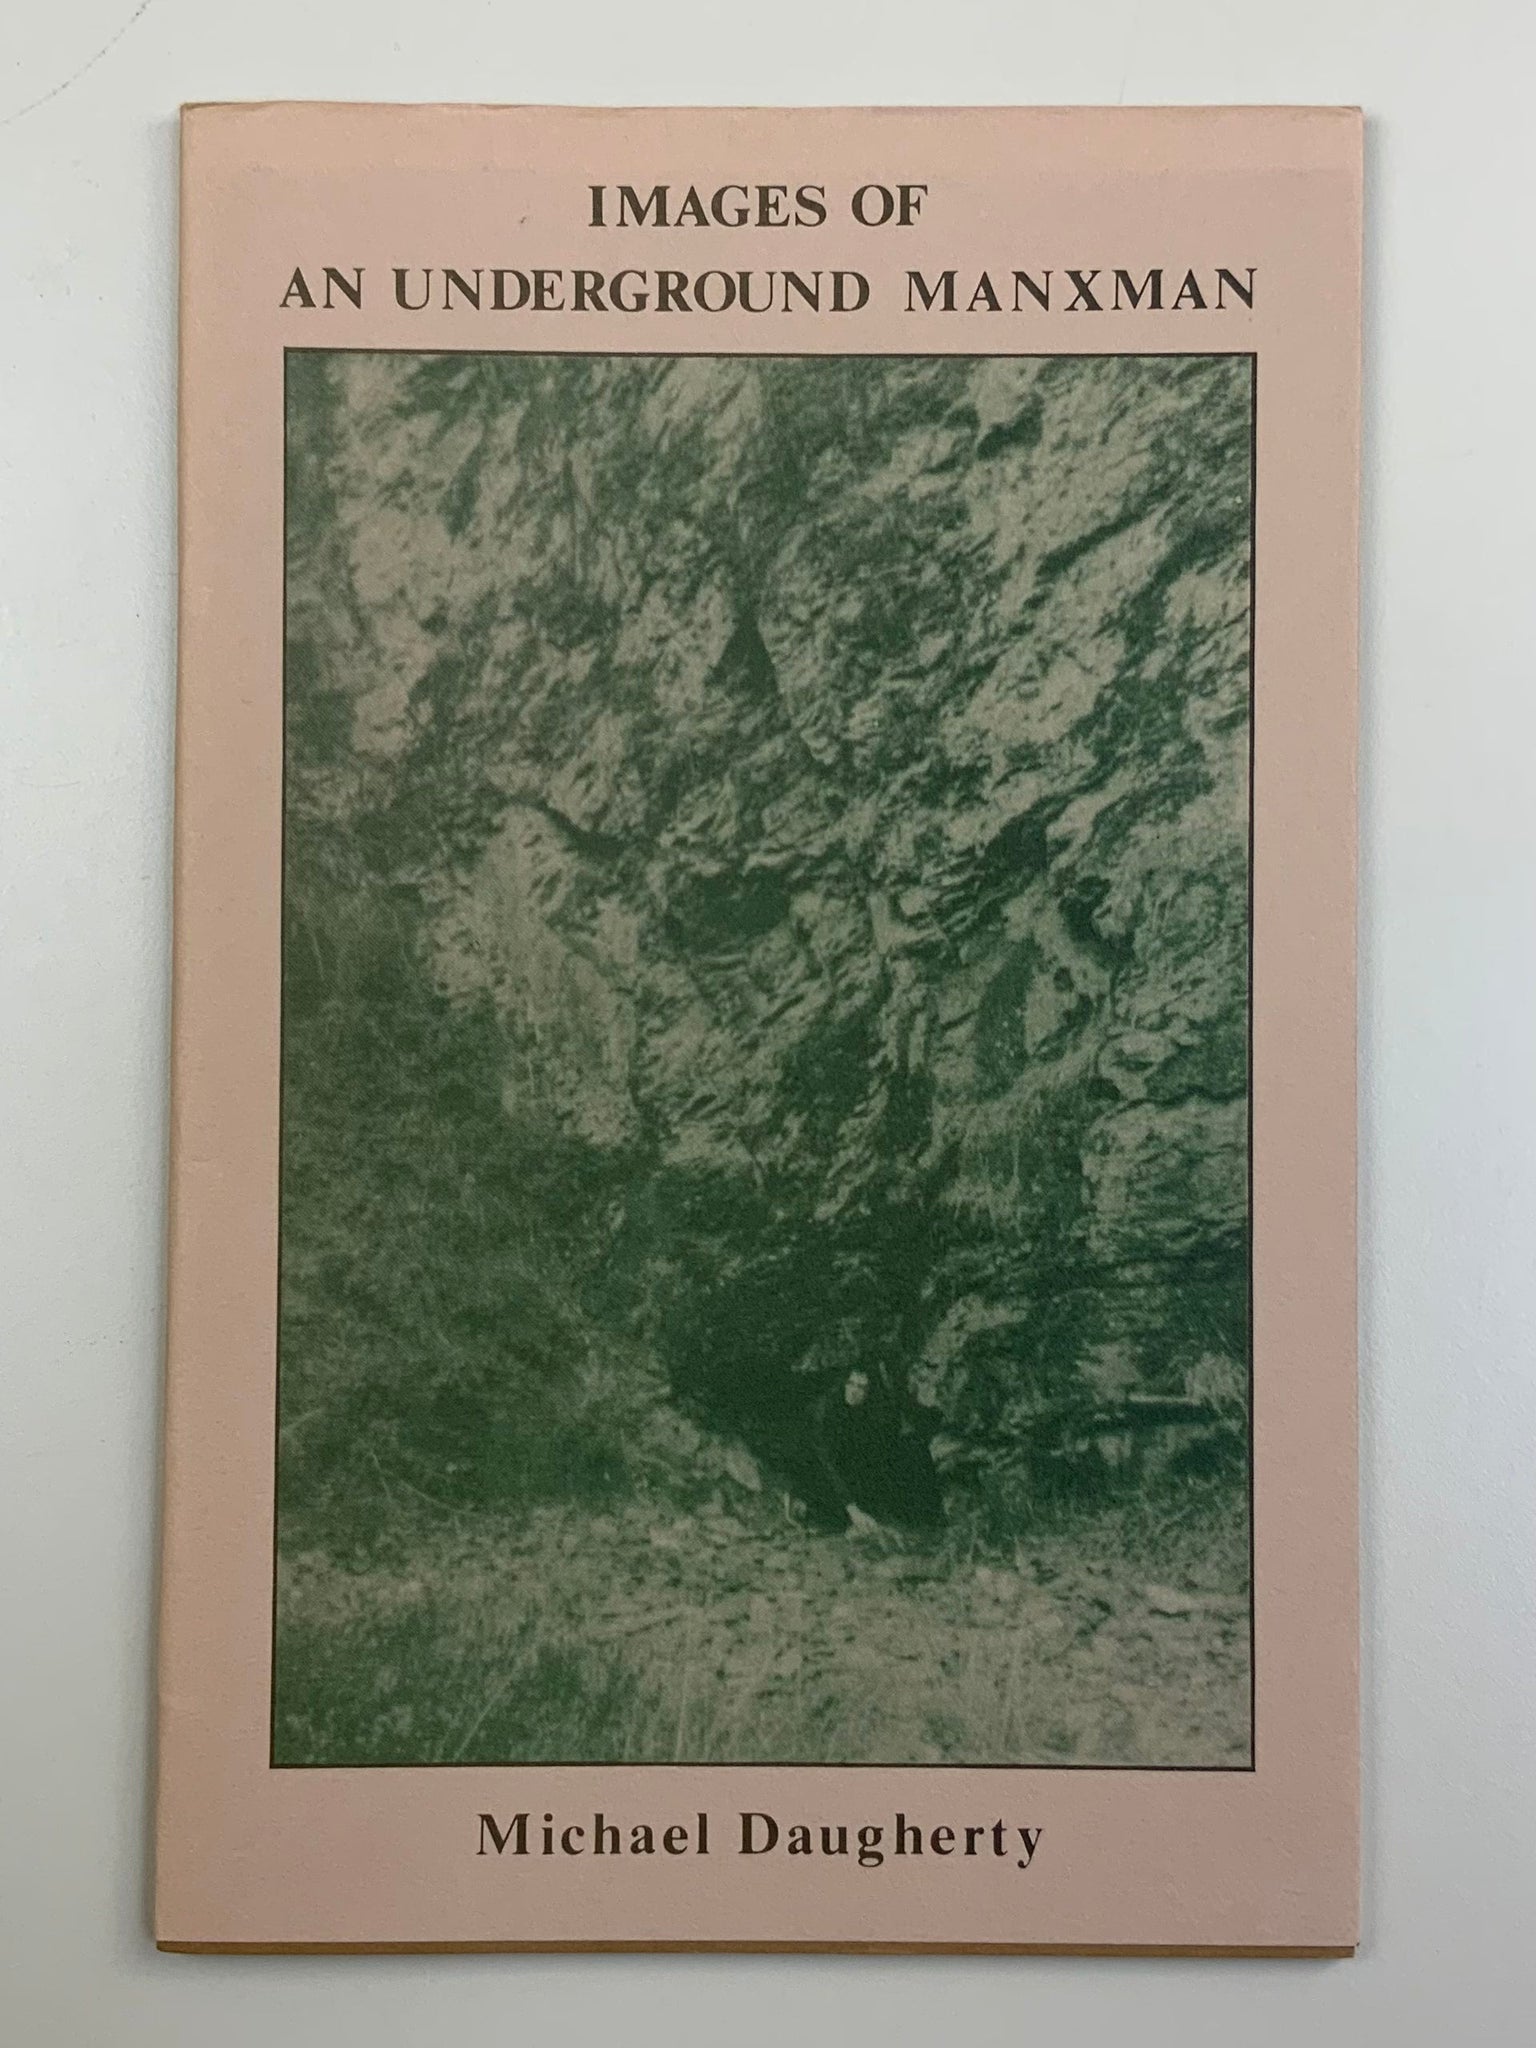 IMAGES OF
AN UNDERGROUND MANXMAN
Michael Daugherty